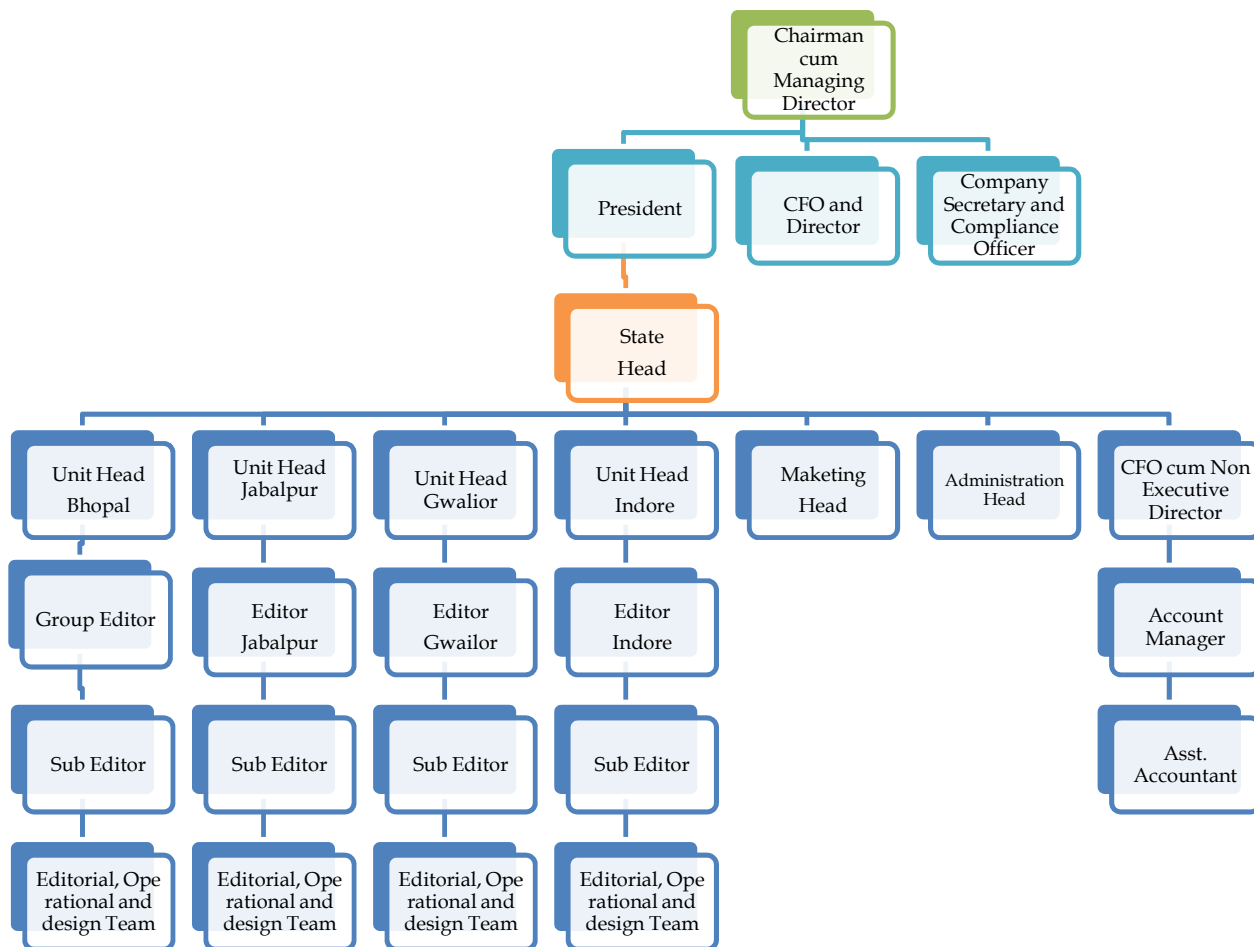 Chairman
cum
Managing
Director
President
CFO and
Director
Company
Secretary and
Compliance
Officer
State
Head
Unit Head
Bhopal
Unit Head
Jabalpur
Unit Head
Gwalior
Unit Head
Indore
Maketing
Head
Administration
Head
CFO cum Non
Executive
Director
Group Editor
Editor
Jabalpur
Editor
Gwailor
Editor
Indore
Account
Manager
Sub Editor
Sub Editor
Sub Editor
Sub Editor
Asst.
Accountant
Editorial, Ope
rational and
design Team
Editorial, Ope
rational and
design Team
Editorial, Ope
rational and
design Team
Editorial, Ope
rational and
design Team